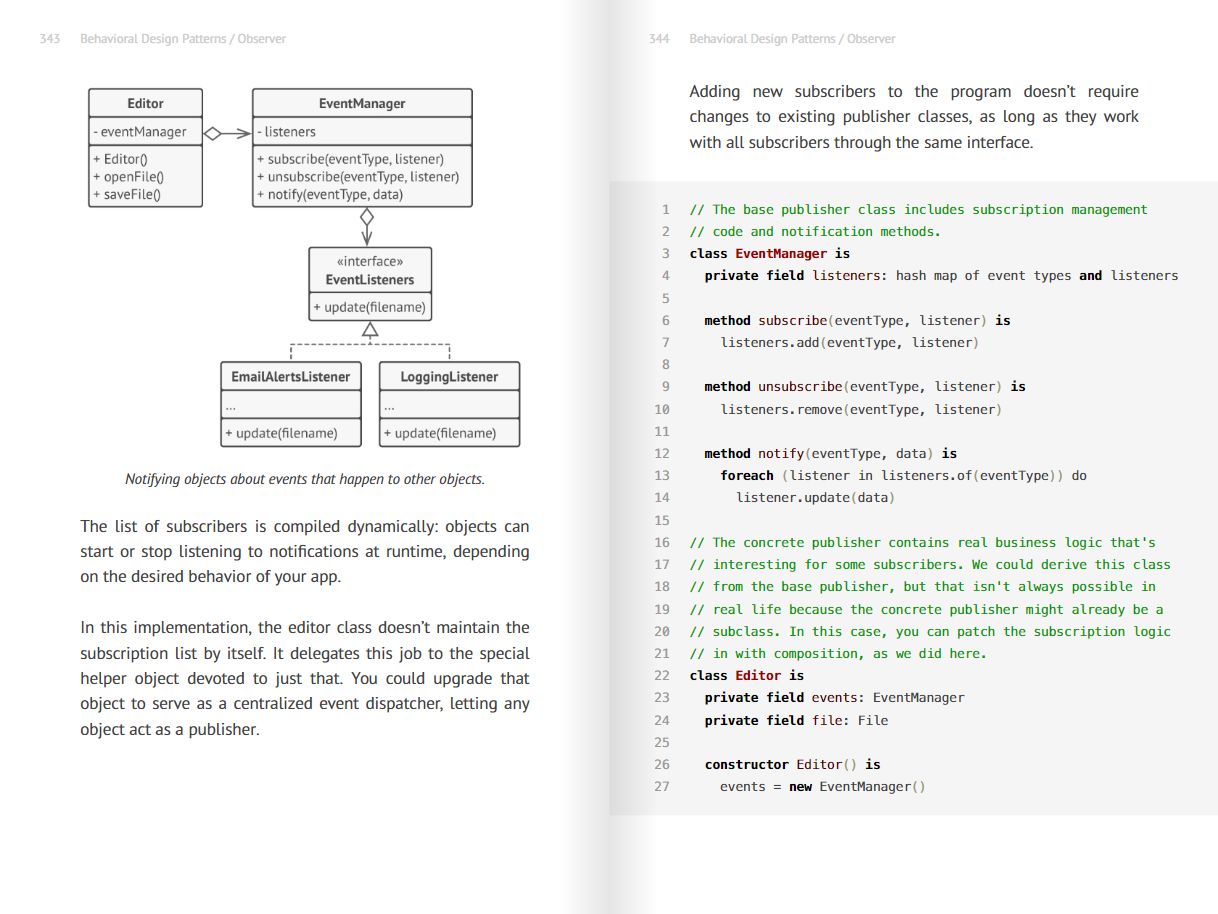 343 Behavioral Design Patterns / Observer
Editor
- eventManager
+ Editor()
+ openFile()
+ saveFile()
EventManager
- listeners
+ subscribe(eventType, listener)
+ unsubscribe(eventType, listener)
+ notify(eventType, data)
«interface»
EventListeners
+ update(filename)
EmailAlertsListener
...
+ update(filename)
LoggingListener
...
+ update(filename)
Notifying objects about events that happen to other objects.
The list of subscribers is compiled dynamically: objects can
start or stop listening to notifications at runtime, depending
on the desired behavior of your app.
In this implementation, the editor class doesn’t maintain the
subscription list by itself. It delegates this job to the special
helper object devoted to just that. You could upgrade that
object to serve as a centralized event dispatcher, letting any
object act as a publisher.
344 Behavioral Design Patterns / Observer
Adding new subscribers to the program doesn’t require
changes to existing publisher classes, as long as they work
with all subscribers through the same interface.
1 // The base publisher class includes subscription management
2 // code and notification methods.
3 class EventManager is
4 private field listeners: hash map of event types and listeners
5
6 method subscribe(eventType, listener) is
7 listeners.add(eventType, listener)
8
9 method unsubscribe(eventType, listener) is
10 listeners.remove(eventType, listener)
11
12 method notify(eventType, data) is
13 foreach (listener in listeners.of(eventType)) do
14 listener.update(data)
15
16 // The concrete publisher contains real business logic that's
17 // interesting for some subscribers. We could derive this class
18 // from the base publisher, but that isn't always possible in
19 // real life because the concrete publisher might already be a
20 // subclass. In this case, you can patch the subscription logic
21 // in with composition, as we did here.
22 class Editor is
23 private field events: EventManager
24 private field file: File
25
26 constructor Editor() is
27 events = new EventManager()